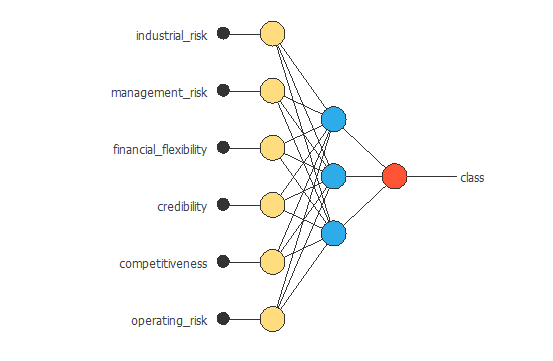 industrial_risk
management_risk
financial_flexibility
credibility
class
competitiveness
operating_risk